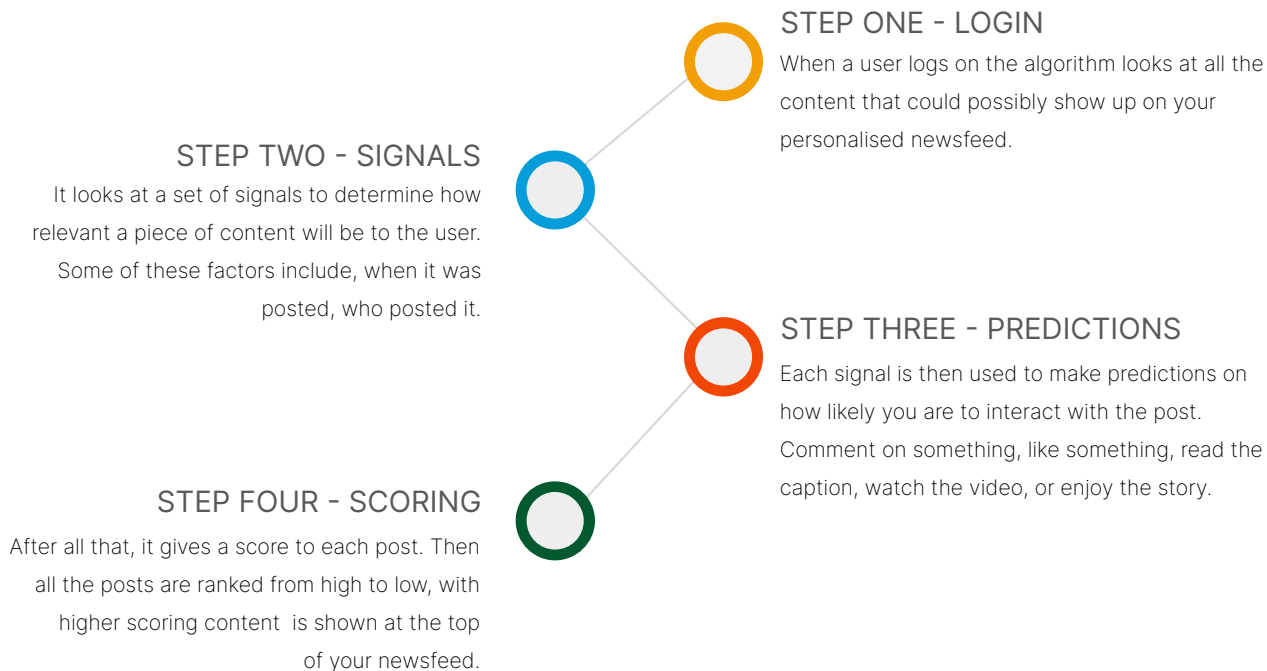 STEP ONE - LOGIN
When a user logs on the algorithm looks at all the
content that could possibly show up on your
personalised newsfeed.
STEP TWO - SIGNALS
It looks at a set of signals to determine how
relevant a piece of content will be to the user.
Some of these factors include, when it was
posted, who posted it.
STEP THREE - PREDICTIONS
Each signal is then used to make predictions on
how likely you are to interact with the post.
Comment on something, like something, read the
caption, watch the video, or enjoy the story.
STEP FOUR - SCORING
After all that, it gives a score to each post. Then
all the posts are ranked from high to low, with
higher scoring content  is shown at the top
of your newsfeed.